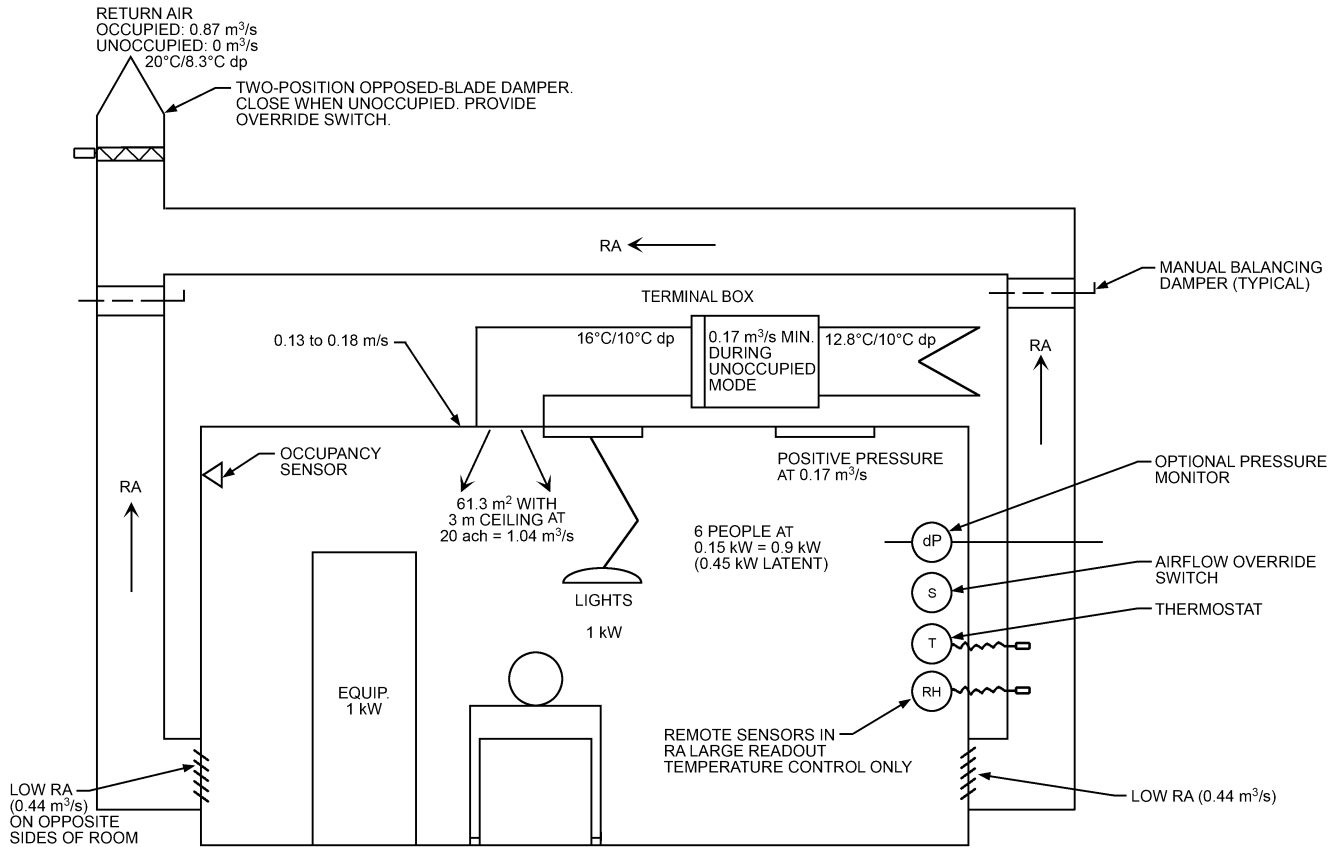 RETURN AIR
OCCUPIED: 0.87 m³/s
UNOCCUPIED: 0 m³/s
20°C/8.3°C dp
TWO-POSITION OPPOSED-BLADE DAMPER.
CLOSE WHEN UNOCCUPIED. PROVIDE
OVERRIDE SWITCH.
RA
MANUAL BALANCING
DAMPER (TYPICAL)
TERMINAL BOX
0.13 to 0.18 m/s
16°C/10°C dp
0.17 m³/s MIN.
DURING
UNOCCUPIED
MODE
12.8°C/10°C dp
RA
OCCUPANCY
SENSOR
POSITIVE PRESSURE
AT 0.17 m³/s
OPTIONAL PRESSURE
MONITOR
RA
61.3 m² WITH
3 m CEILING AT
20 ach = 1.04 m³/s
6 PEOPLE AT
0.15 kW = 0.9 kW
(0.45 kW LATENT)
dP
AIRFLOW OVERRIDE
SWITCH
S
LIGHTS
1 kW
THERMOSTAT
T
EQUIP.
1 kW
RH
REMOTE SENSORS IN
RA LARGE READOUT
TEMPERATURE CONTROL ONLY
LOW RA
(0.44 m³/s)
ON OPPOSITE
SIDES OF ROOM
LOW RA (0.44 m³/s)